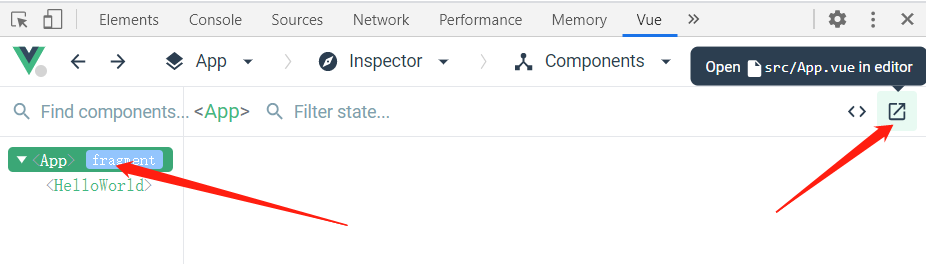 Elements Console Sources Network Performance Memory Vue
App Inspector Components
Open src/App.vue in editor
Find components... <App> Filter state...
<App> fragment
<HelloWorld>